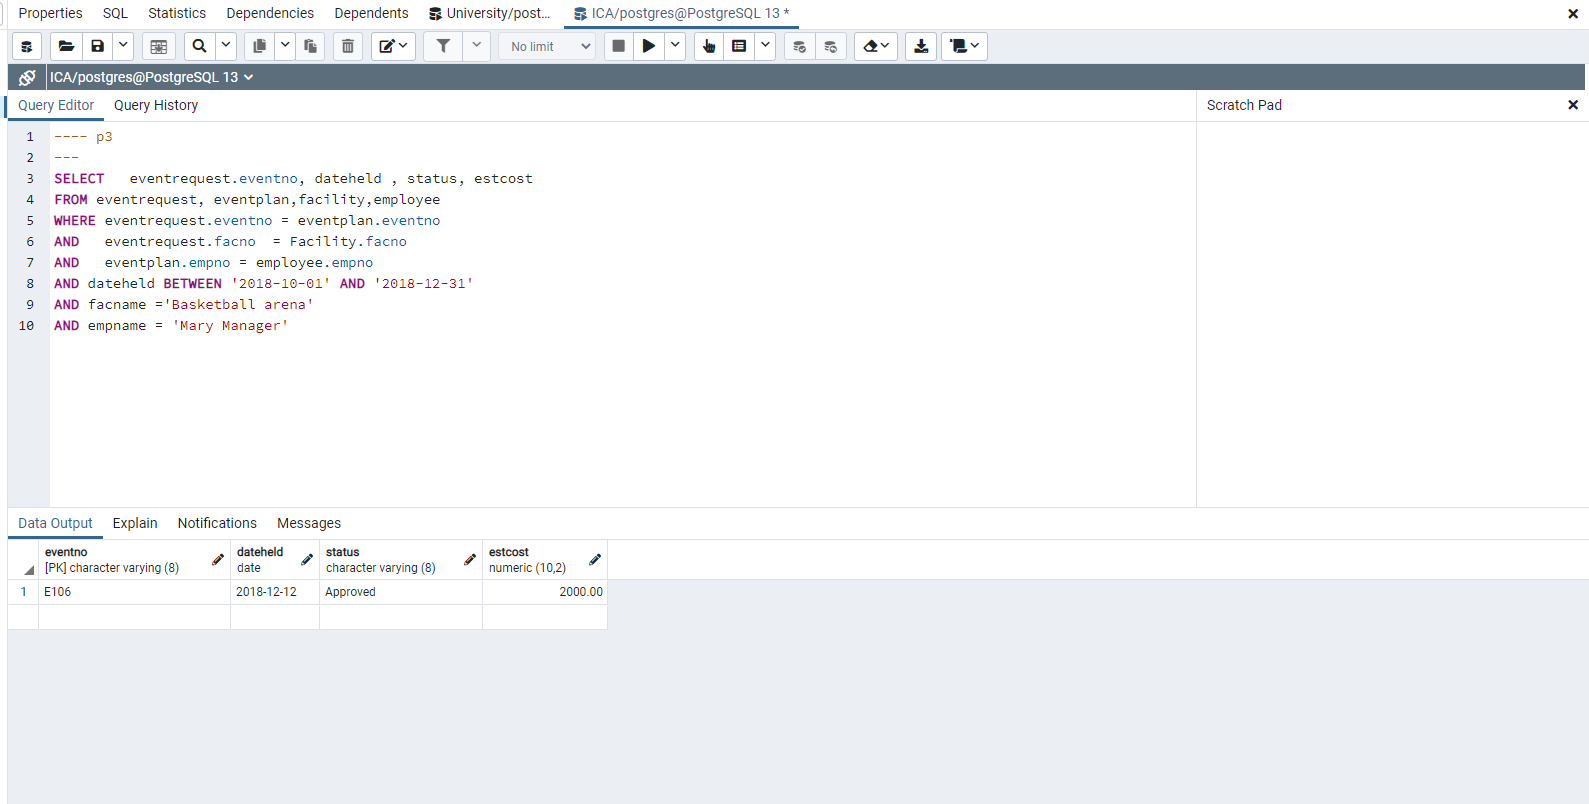 Properties SQL Statistics Dependencies Dependents University/post... ICA/postgres@PostgreSQL 13 *
No limit
ICA/postgres@PostgreSQL 13
Query Editor Query History Scratch Pad
1 ---- p3
2 ---
3 SELECT   eventrequest.eventno, dateheld , status, estcost
4 FROM eventrequest, eventplan,facility,employee
5 WHERE eventrequest.eventno = eventplan.eventno
6 AND   eventrequest.facno  = Facility.facno
7 AND   eventplan.empno = employee.empno
8 AND dateheld BETWEEN '2018-10-01' AND '2018-12-31'
9 AND facname ='Basketball arena'
10 AND empname = 'Mary Manager'
Data Output Explain Notifications Messages
eventno dateheld status estcost
[PK] character varying (8) date character varying (8) numeric (10,2)
1 E106 2018-12-12 Approved 2000.00